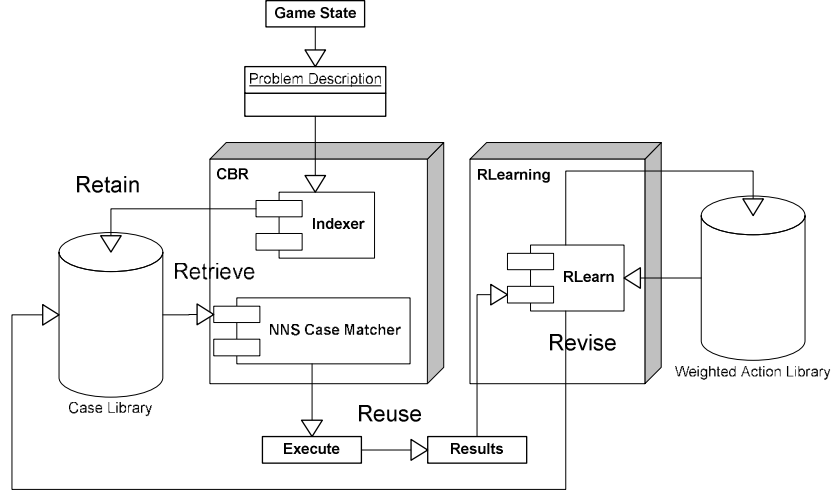 Game State
Problem Description
CBR
RLearning
Retain
Indexer
Retrieve
RLearn
NNS Case Matcher
Revise
Weighted Action Library
Case Library
Reuse
Execute
Results